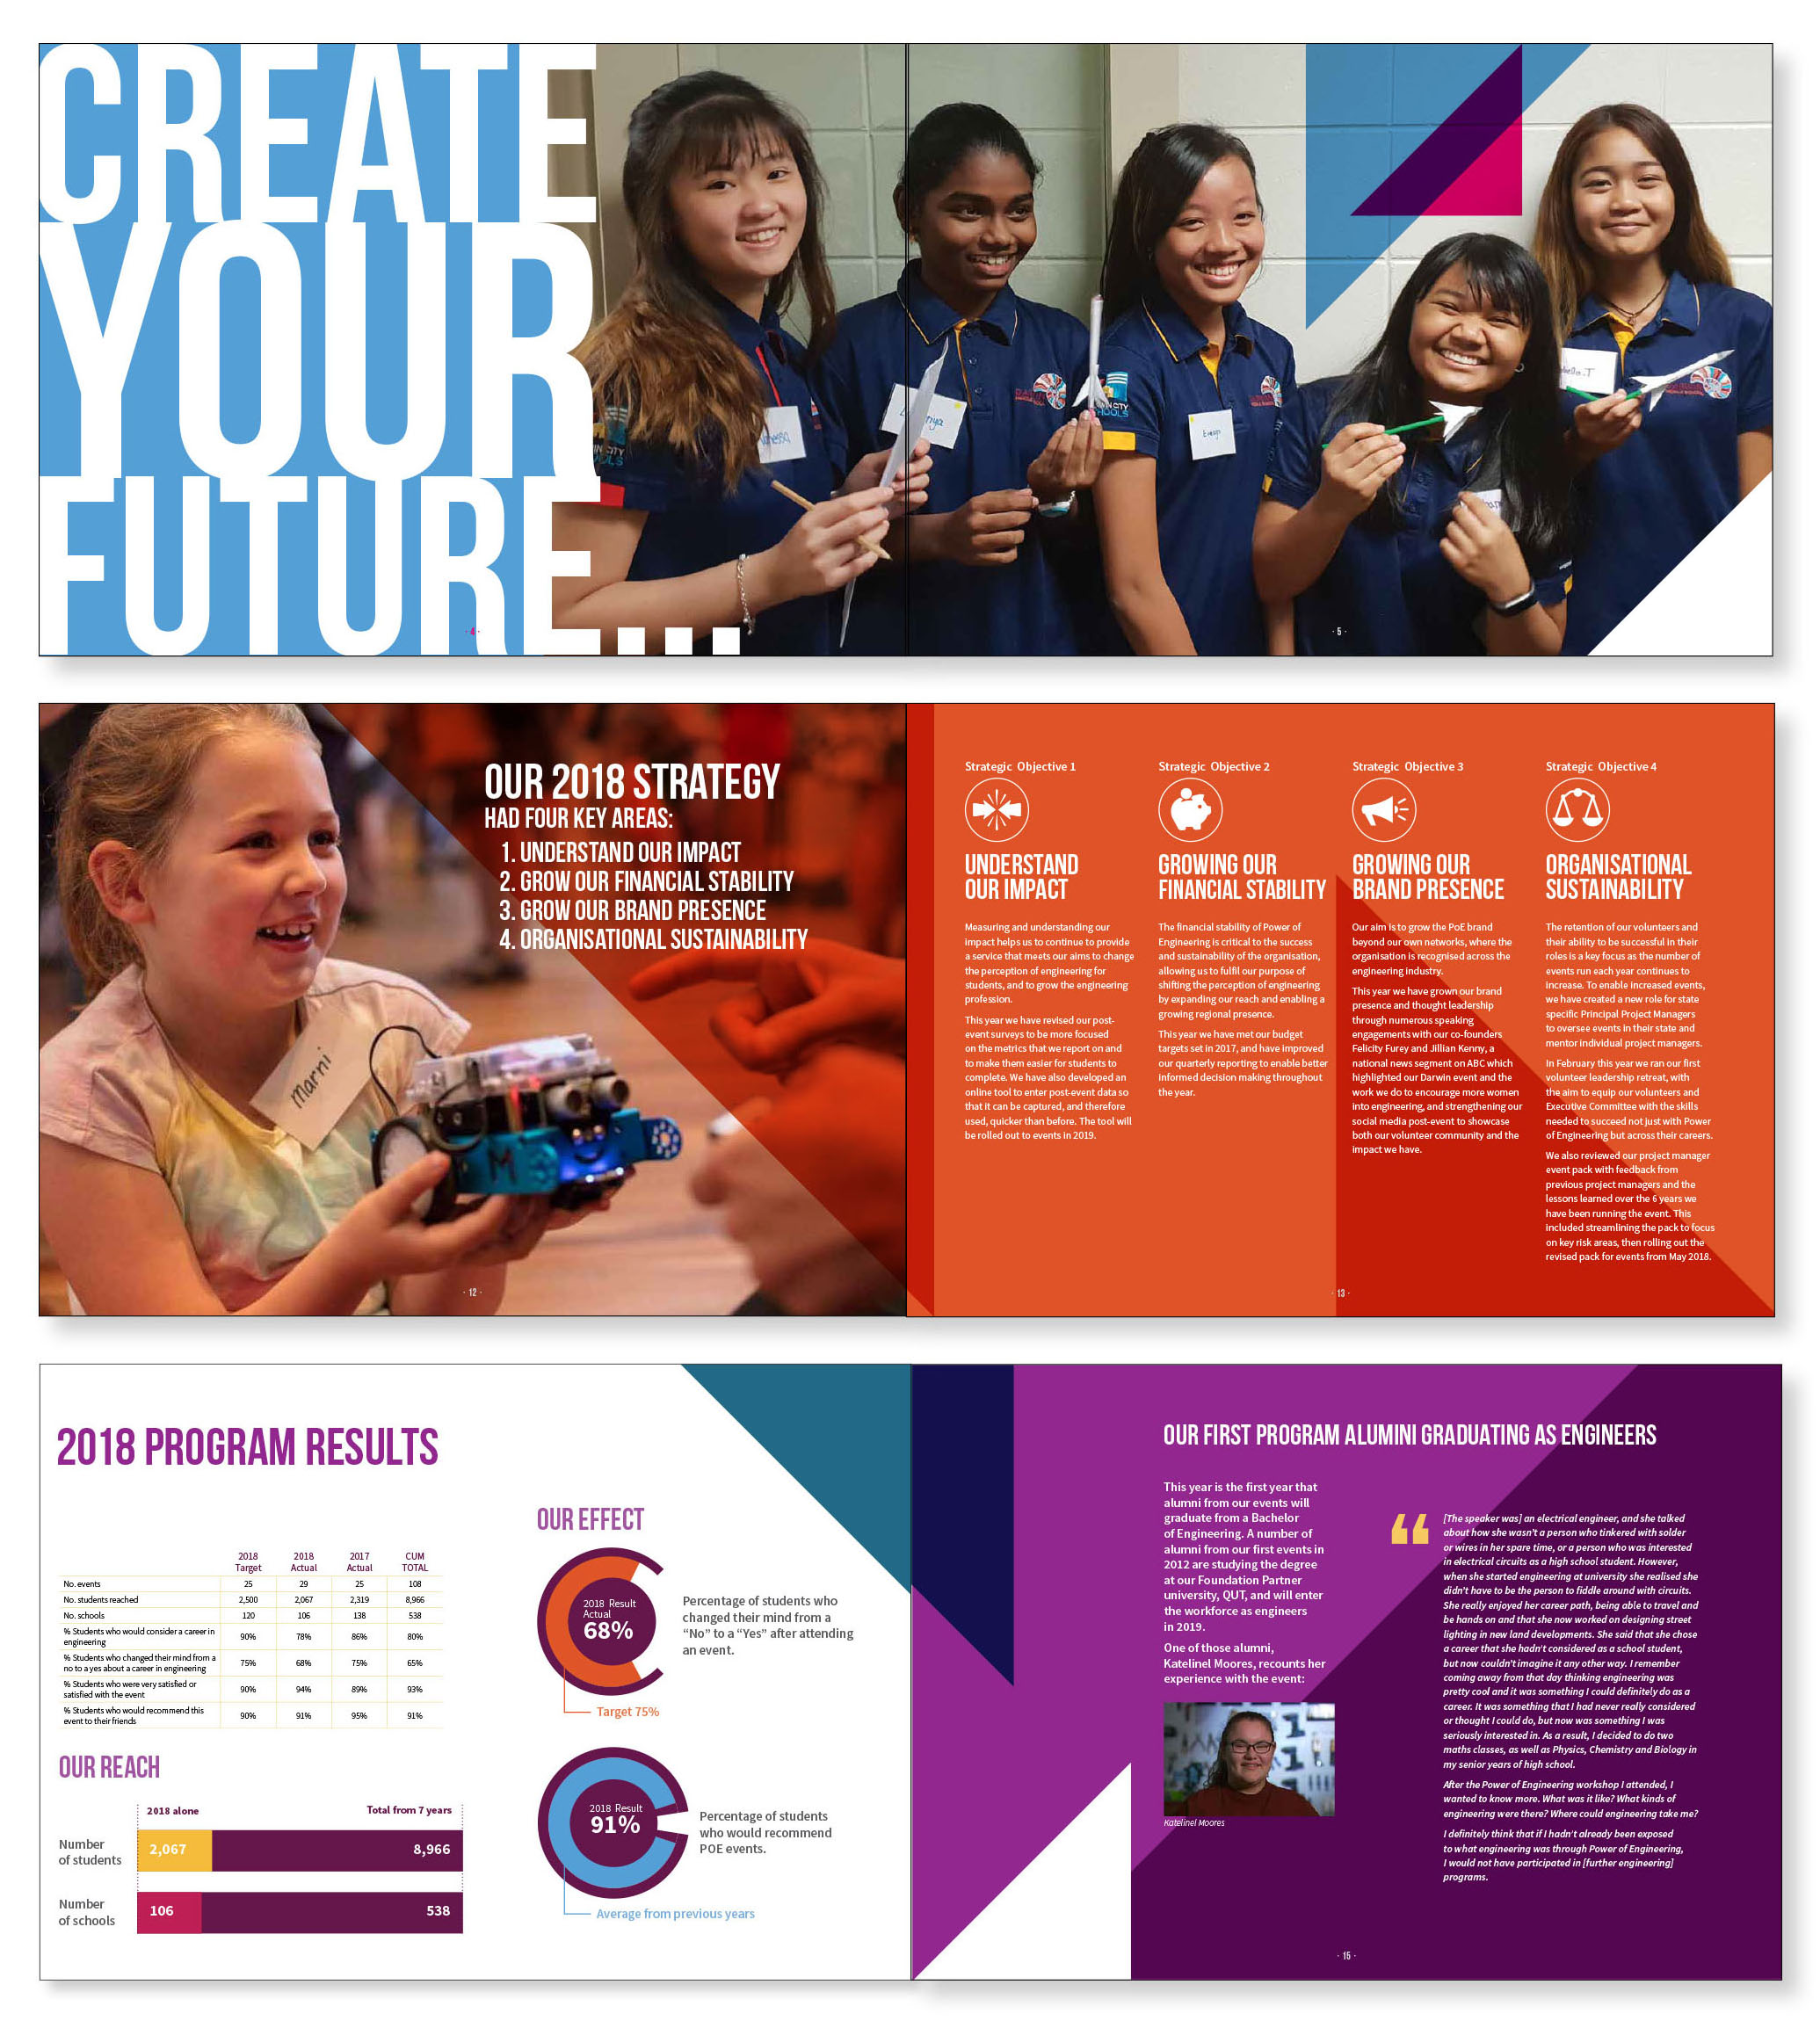 CREATE
YOUR
FUTURE...
Vanessa
Evelyn
IN CITY
· 4 ·
· 5 ·
OUR 2018 STRATEGY
HAD FOUR KEY AREAS:
1. UNDERSTAND OUR IMPACT
2. GROW OUR FINANCIAL STABILITY
3. GROW OUR BRAND PRESENCE
4. ORGANISATIONAL SUSTAINABILITY
marni
· 12 ·
Strategic Objective 1
UNDERSTAND
OUR IMPACT
Measuring and understanding our
impact helps us to continue to provide
a service that meets our aims to change
the perception of engineering for
students, and to grow the engineering
profession.
This year we have revised our post-
event surveys to be more focused
on the metrics that we report on and
to make them easier for students to
complete. We have also developed an
online tool to enter post-event data so
that it can be captured, and therefore
used, quicker than before. The tool will
be rolled out to events in 2019.
Strategic Objective 2
GROWING OUR
FINANCIAL STABILITY
The financial stability of Power of
Engineering is critical to the success
and sustainability of the organisation,
allowing us to fulfil our purpose of
shifting the perception of engineering
by expanding our reach and enabling a
growing regional presence.
This year we have met our budget
targets set in 2017, and have improved
our quarterly reporting to enable better
informed decision making throughout
the year.
Strategic Objective 3
GROWING OUR
BRAND PRESENCE
Our aim is to grow the PoE brand
beyond our own networks, where the
organisation is recognised across the
engineering industry.
This year we have grown our brand
presence and thought leadership
through numerous speaking
engagements with our co-founders
Felicity Furey and Jillian Kenny, a
national news segment on ABC which
highlighted our Darwin event and the
work we do to encourage more women
into engineering, and strengthening our
social media post-event to showcase
both our volunteer community and the
impact we have.
Strategic Objective 4
ORGANISATIONAL
SUSTAINABILITY
The retention of our volunteers and
their ability to be successful in their
roles is a key focus as the number of
events run each year continues to
increase. To enable increased events,
we have created a new role for state
specific Principal Project Managers
to oversee events in their state and
mentor individual project managers.
In February this year we ran our first
volunteer leadership retreat, with
the aim to equip our volunteers and
Executive Committee with the skills
needed to succeed not just with Power
of Engineering but across their careers.
We also reviewed our project manager
event pack with feedback from
previous project managers and the
lessons learned over the 6 years we
have been running the event. This
included streamlining the pack to focus
on key risk areas, then rolling out the
revised pack for events from May 2018.
· 13 ·
2018 PROGRAM RESULTS
2018 Target 2018 Actual 2017 Actual CUM TOTAL
No. events 25 29 25 108
No. students reached 2,500 2,067 2,319 8,966
No. schools 120 106 138 538
% Students who would consider a career in
engineering 90% 78% 86% 80%
% Students who changed their mind from a
no to a yes about a career in engineering 75% 68% 75% 65%
% Students who were very satisfied or
satisfied with the event 90% 94% 89% 93%
% Students who would recommend this
event to their friends 90% 91% 95% 91%
OUR REACH
2018 alone Total from 7 years
Number
of students
2,067 8,966
Number
of schools
106 538
OUR EFFECT
2018 Result
Actual
68%
Percentage of students who
changed their mind from a
“No” to a “Yes” after attending
an event.
Target 75%
2018 Result
91%
Percentage of students
who would recommend
POE events.
Average from previous years
OUR FIRST PROGRAM ALUMINI GRADUATING AS ENGINEERS
This year is the first year that
alumni from our events will
graduate from a Bachelor
of Engineering. A number of
alumni from our first events in
2012 are studying the degree
at our Foundation Partner
university, QUT, and will enter
the workforce as engineers
in 2019.
One of those alumni,
Katelinel Moores, recounts her
experience with the event:
Katelinel Moores
“
[The speaker was] an electrical engineer, and she talked
about how she wasn't a person who tinkered with solder
or wires in her spare time, or a person who was interested
in electrical circuits as a high school student. However,
when she started engineering at university she realised she
didn't have to be the person to fiddle around with circuits.
She really enjoyed her career path, being able to travel and
be hands on and that she now worked on designing street
lighting in new land developments. She said that she chose
a career that she hadn't considered as a school student,
but now couldn't imagine it any other way. I remember
coming away from that day thinking engineering was
pretty cool and it was something I could definitely do as a
career. It was something that I had never really considered
or thought I could do, but now was something I was
seriously interested in. As a result, I decided to do two
maths classes, as well as Physics, Chemistry and Biology in
my senior years of high school.
After the Power of Engineering workshop I attended, I
wanted to know more. What was it like? What kinds of
engineering were there? Where could engineering take me?
I definitely think that if I hadn't already been exposed
to what engineering was through Power of Engineering,
I would not have participated in [further engineering]
programs.
· 15 ·